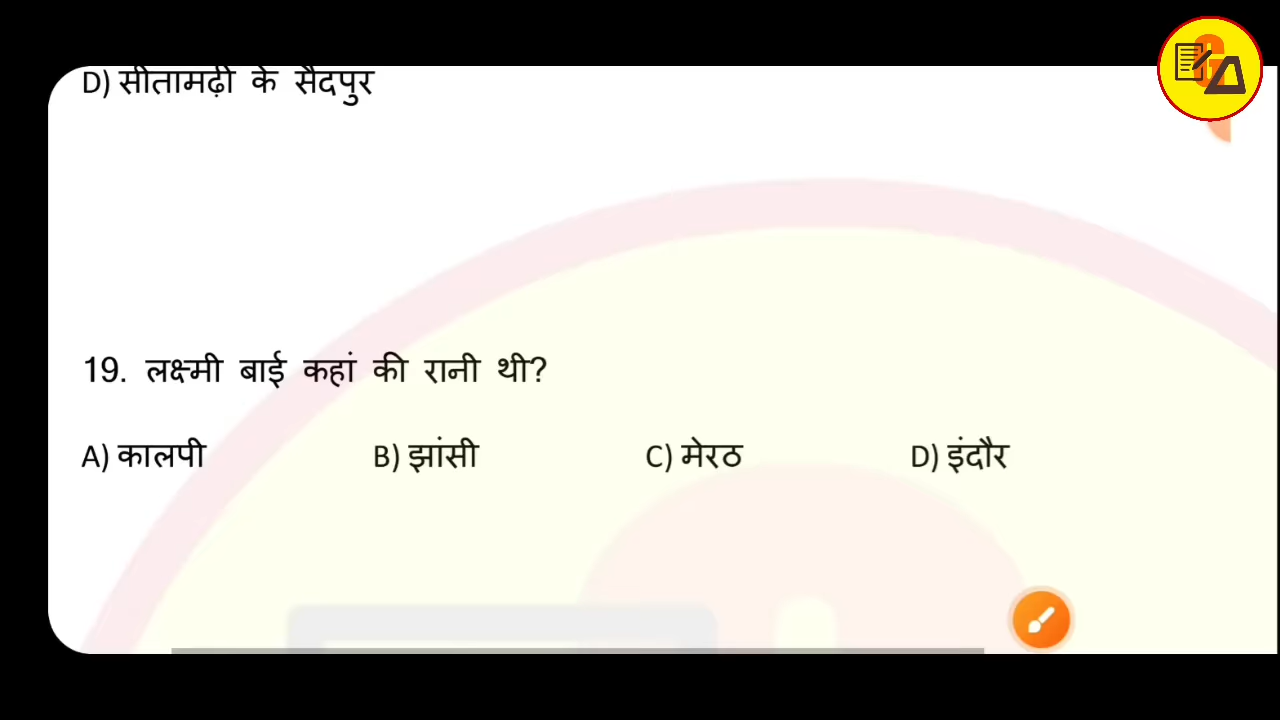 D) सीतामढ़ी के सैदपुर
19. लक्ष्मी बाई कहां की रानी थी?
A) कालपी B) झांसी C) मेरठ D) इंदौर